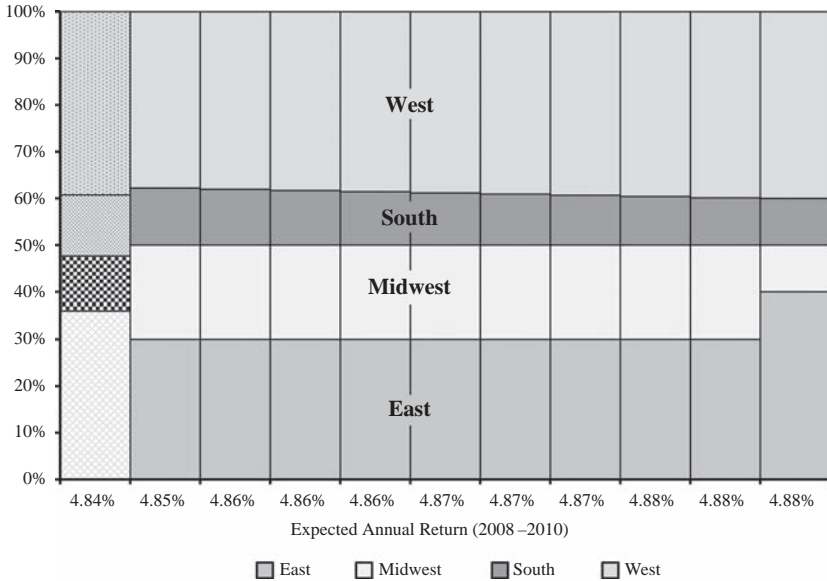 100%
90%
80%
70%
60%
50%
40%
30%
20%
10%
0%
West
South
Midwest
East
4.84% 4.85% 4.86% 4.86% 4.86% 4.87% 4.87% 4.87% 4.88% 4.88% 4.88%
Expected Annual Return (2008–2010)
East Midwest South West